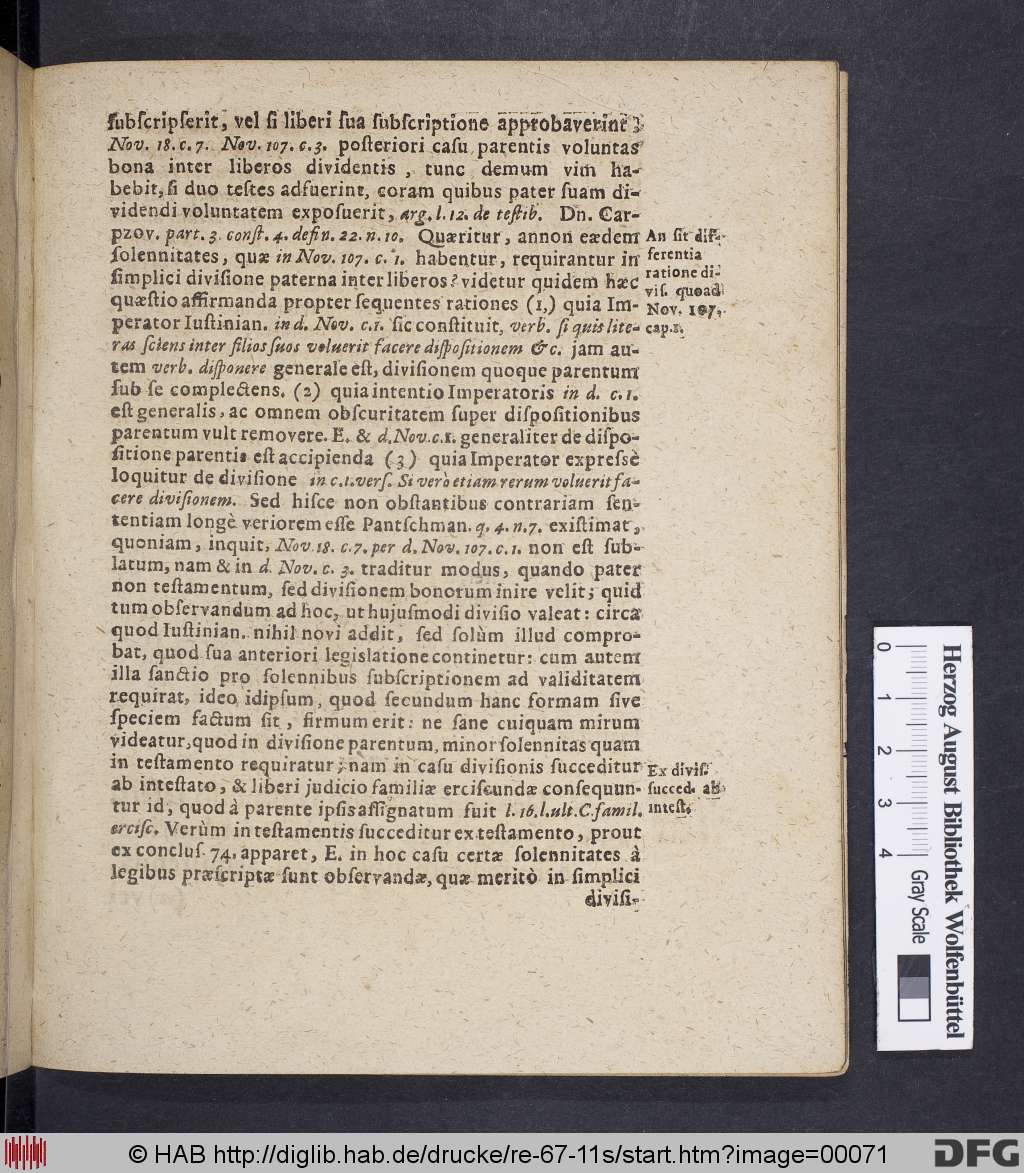 ſubſcripſerit, vel ſi liberi ſua ſubſcriptione approbaverint;
Nov. 18. c. 7. Nov. 107. c. 3. poſteriori caſu parentis voluntas
bona inter liberos dividentis, tunc demum vim ha-
bebit, ſi duo teſtes adfuerint, coram quibus pater ſuam di-
videndi voluntatem expoſuerit, arg. l. 12. de teſtib. Dn. Car-
pzov. part. 3. conſt. 4. defin. 22. n. 10. Quæritur, annon eædem
ſolennitates, quæ in Nov. 107. c. 1. habentur, requirantur in
ſimplici diviſione paterna inter liberos? videtur quidem hæc
quæſtio affirmanda propter ſequentes rationes (1,) quia Im-
perator Iuſtinian. in d. Nov. c. 1. ſic conſtituit, verb. ſi quis lite-
ras ſciens inter filios ſuos voluerit facere diſpoſitionem &c. jam au-
tem verb. diſponere generale eſt, diviſionem quoque parentum
ſub ſe complectens. (2) quia intentio Imperatoris in d. c. 1.
eſt generalis, ac omnem obſcuritatem ſuper diſpoſitionibus
parentum vult removere. E. & d. Nov. c. 1. generaliter de diſpo-
ſitione parentis eſt accipienda (3) quia Imperator expreſsè
loquitur de diviſione in c. 1. verſ. Si verò etiam rerum voluerit fa-
cere diviſionem. Sed hiſce non obſtantibus contrariam ſen-
tentiam longè veriorem eſſe Pantſchman. q. 4. n. 7. exiſtimat,
quoniam, inquit, Nov. 18. c. 7. per d. Nov. 107. c. 1. non eſt ſub-
latum, nam & in d. Nov. c. 3. traditur modus, quando pater
non teſtamentum, ſed diviſionem bonorum inire velit; quid
tum obſervandum ad hoc, ut hujuſmodi diviſio valeat: circa
quod Iuſtinian. nihil novi addit, ſed ſolùm illud compro-
bat, quod ſua anteriori legislatione continetur: cum autem
illa ſanctio pro ſolennibus ſubſcriptionem ad validitatem
requirat, ideo idipſum, quod ſecundum hanc formam ſive
ſpeciem factum ſit, firmum erit: ne ſane cuiquam mirum
videatur, quod in diviſione parentum, minor ſolennitas quam
in teſtamento requiratur; nam in caſu diviſionis ſucceditur
ab inteſtato, & liberi judicio familiæ erciſcundæ conſequun-
tur id, quod à parente ipſis aſſignatum fuit l. 16. l. ult. C. famil.
erciſc. Verùm in teſtamentis ſucceditur ex teſtamento, prout
ex concluſ. 74. apparet, E. in hoc caſu certæ ſolennitates à
legibus præſcriptæ ſunt obſervandæ, quæ meritò in ſimplici
diviſi-
An ſit dif-
ferentia
ratione di-
viſ. quoad
Nov. 107.
cap. 1.
Ex diviſ.
ſucced. ab
inteſt.
Herzog August Bibliothek Wolfenbüttel
0 1 2 3 4
Gray Scale
© HAB http://diglib.hab.de/drucke/re-67-11s/start.htm?image=00071
DFG